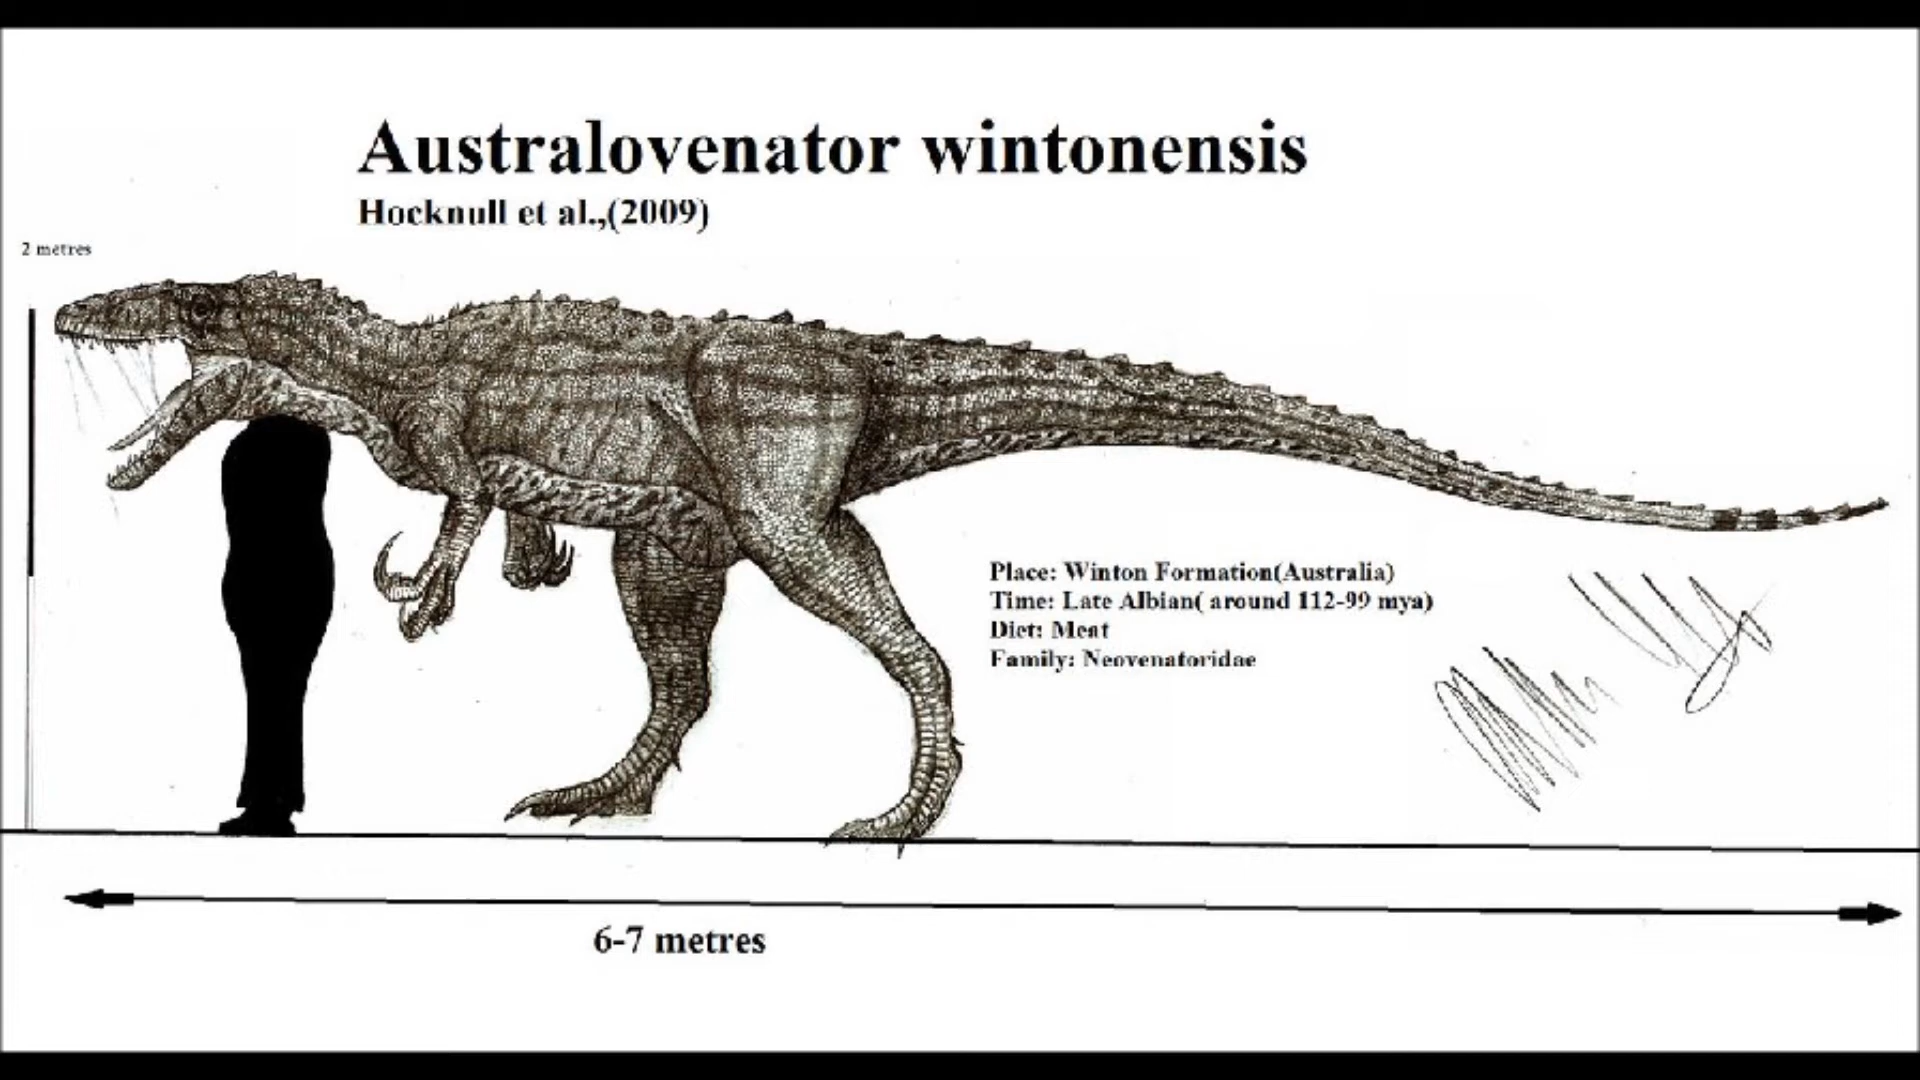 Australovenator wintonensis
Hocknull et al.,(2009)
2 metres
Place: Winton Formation(Australia)
Time: Late Albian( around 112-99 mya)
Diet: Meat
Family: Neovenatoridae
6-7 metres